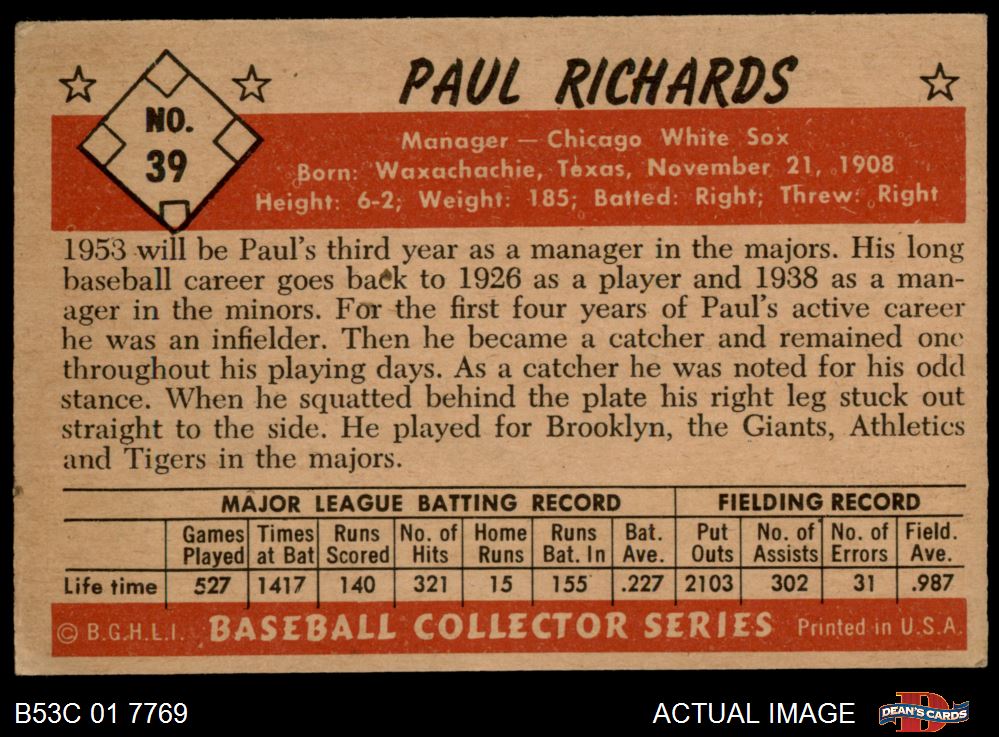 PAUL RICHARDS
NO.
39
Manager — Chicago White Sox
Born: Waxachachie, Texas, November 21, 1908
Height: 6-2; Weight: 185; Batted: Right; Threw: Right
1953 will be Paul's third year as a manager in the majors. His long
baseball career goes back to 1926 as a player and 1938 as a man-
ager in the minors. For the first four years of Paul's active career
he was an infielder. Then he became a catcher and remained one
throughout his playing days. As a catcher he was noted for his odd
stance. When he squatted behind the plate his right leg stuck out
straight to the side. He played for Brooklyn, the Giants, Athletics
and Tigers in the majors.
MAJOR LEAGUE BATTING RECORD FIELDING RECORD
Games Times Runs No. of Home Runs Bat. Put No. of No. of Field.
Played at Bat Scored Hits Runs Bat. In Ave. Outs Assists Errors Ave.
Life time 527 1417 140 321 15 155 .227 2103 302 31 .987
© B.G.H.L.I. BASEBALL COLLECTOR SERIES Printed in U.S.A.
B53C 01 7769 ACTUAL IMAGE DEAN'S CARDS